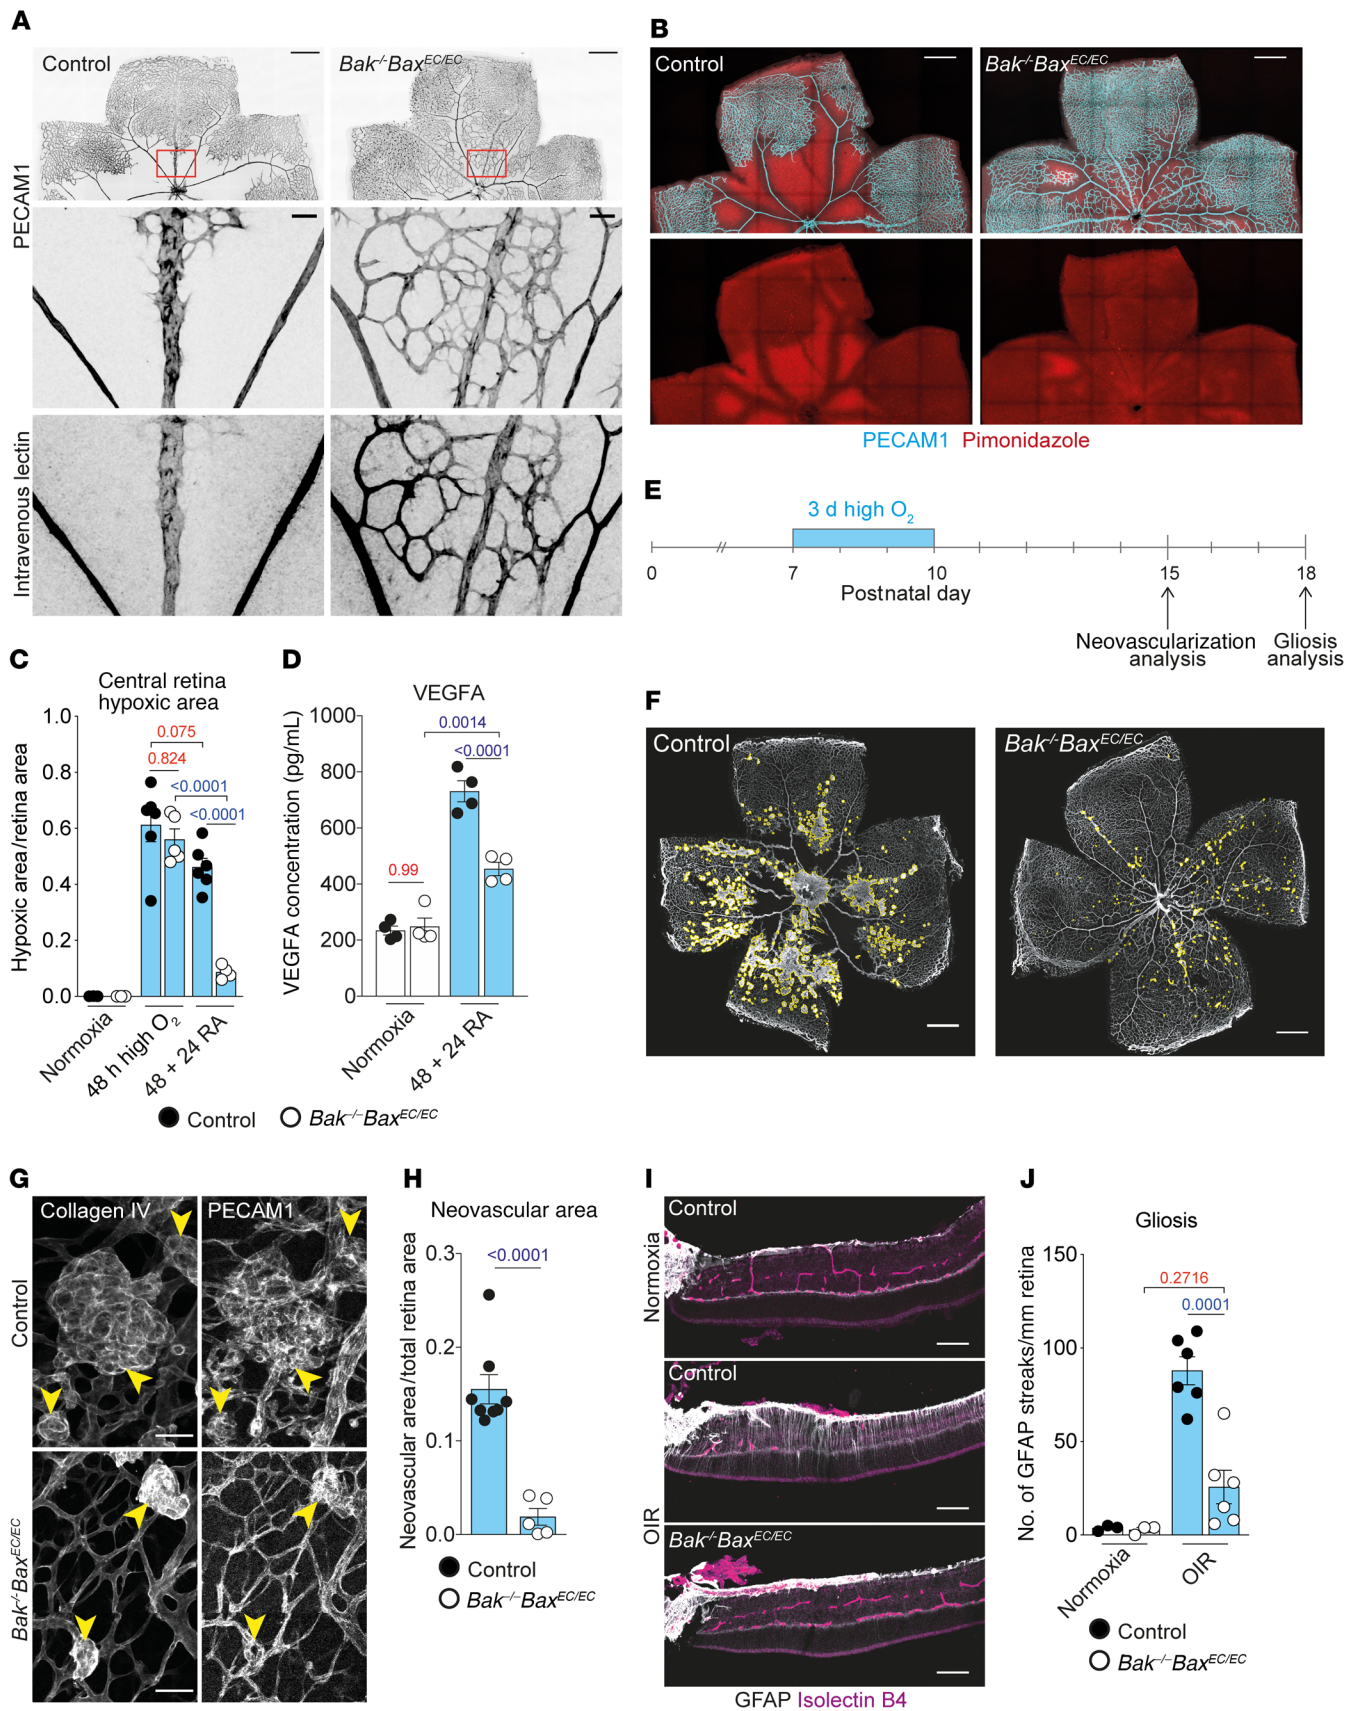 A
Control
Bak-/-BaxEC/EC
PECAM1
Intravenous lectin
B
Control
Bak-/-BaxEC/EC
PECAM1 Pimonidazole
E
3 d high O2
0
7
10
15
18
Postnatal day
Neovascularization
analysis
Gliosis
analysis
C
Central retina
hypoxic area
Hypoxic area/retina area
1.0
0.8
0.6
0.4
0.2
0.0
0.075
0.824
<0.0001
<0.0001
Normoxia
48 h high O2
48 + 24 RA
D
VEGFA
VEGFA concentration (pg/mL)
1000
800
600
400
200
0
0.0014
<0.0001
0.99
Normoxia
48 + 24 RA
Control
Bak–/–BaxEC/EC
F
Control
Bak-/-BaxEC/EC
G
Collagen IV
PECAM1
Control
Bak-/-BaxEC/EC
H
Neovascular area
Neovascular area/total retina area
0.3
0.2
0.1
0.0
<0.0001
Control
Bak–/–BaxEC/EC
I
Normoxia
Control
OIR
Control
Bak-/-BaxEC/EC
GFAP Isolectin B4
J
Gliosis
No. of GFAP streaks/mm retina
150
100
50
0
0.2716
0.0001
Normoxia
OIR
Control
Bak–/–BaxEC/EC